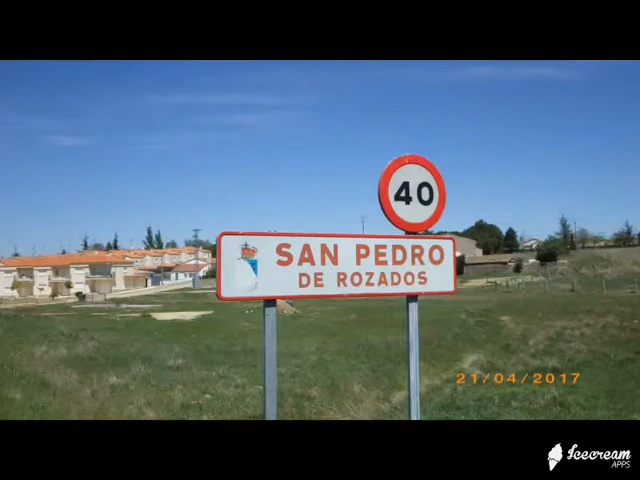 40
SAN PEDRO
DE ROZADOS
21/04/2017
Icecream
APPS